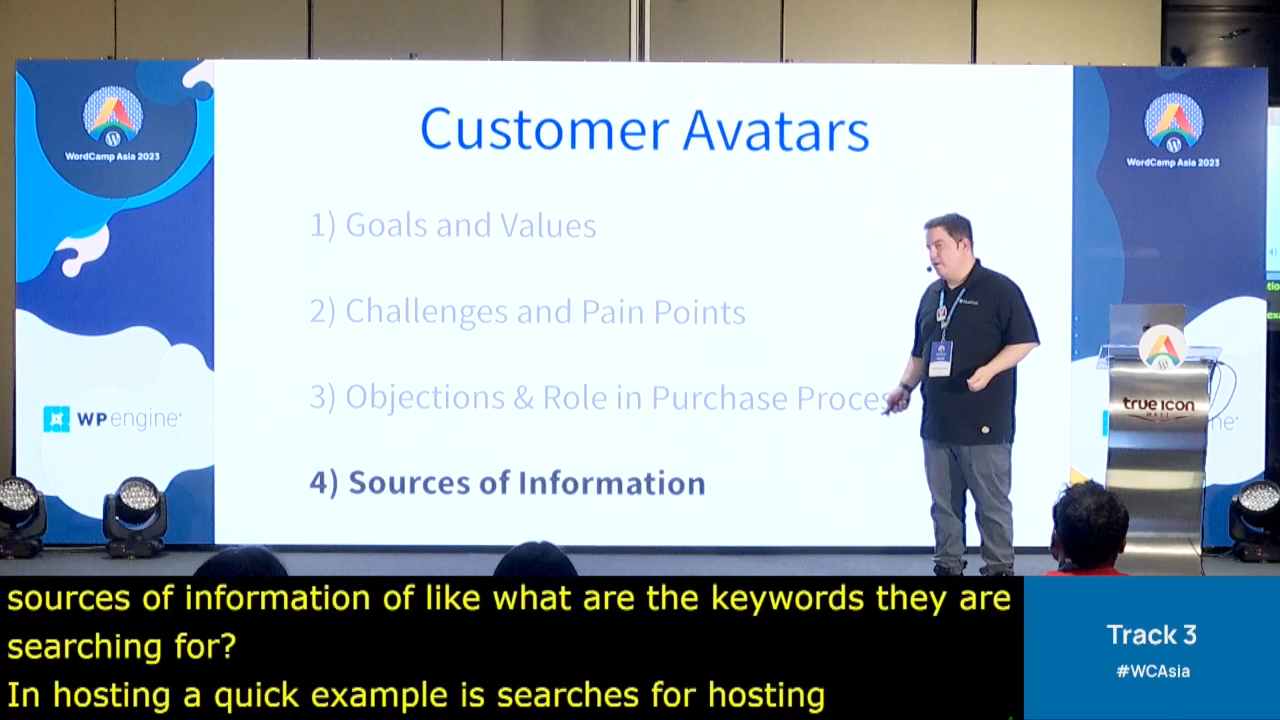 Customer Avatars
WordCamp Asia 2023
WordCamp Asia 2023
1) Goals and Values
2) Challenges and Pain Points
3) Objections & Role in Purchase Proces
WP engine
true icon
HALL
4) Sources of Information
sources of information of like what are the keywords they are
searching for?
In hosting a quick example is searches for hosting
Track 3
#WCAsia